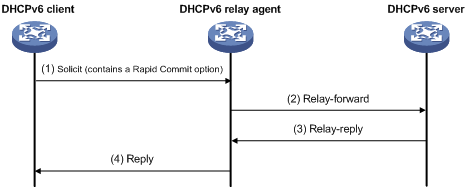 DHCPv6 client
DHCPv6 relay agent
DHCPv6 server
(1) Solicit (contains a Rapid Commit option)
(2) Relay-forward
(3) Relay-reply
(4) Reply